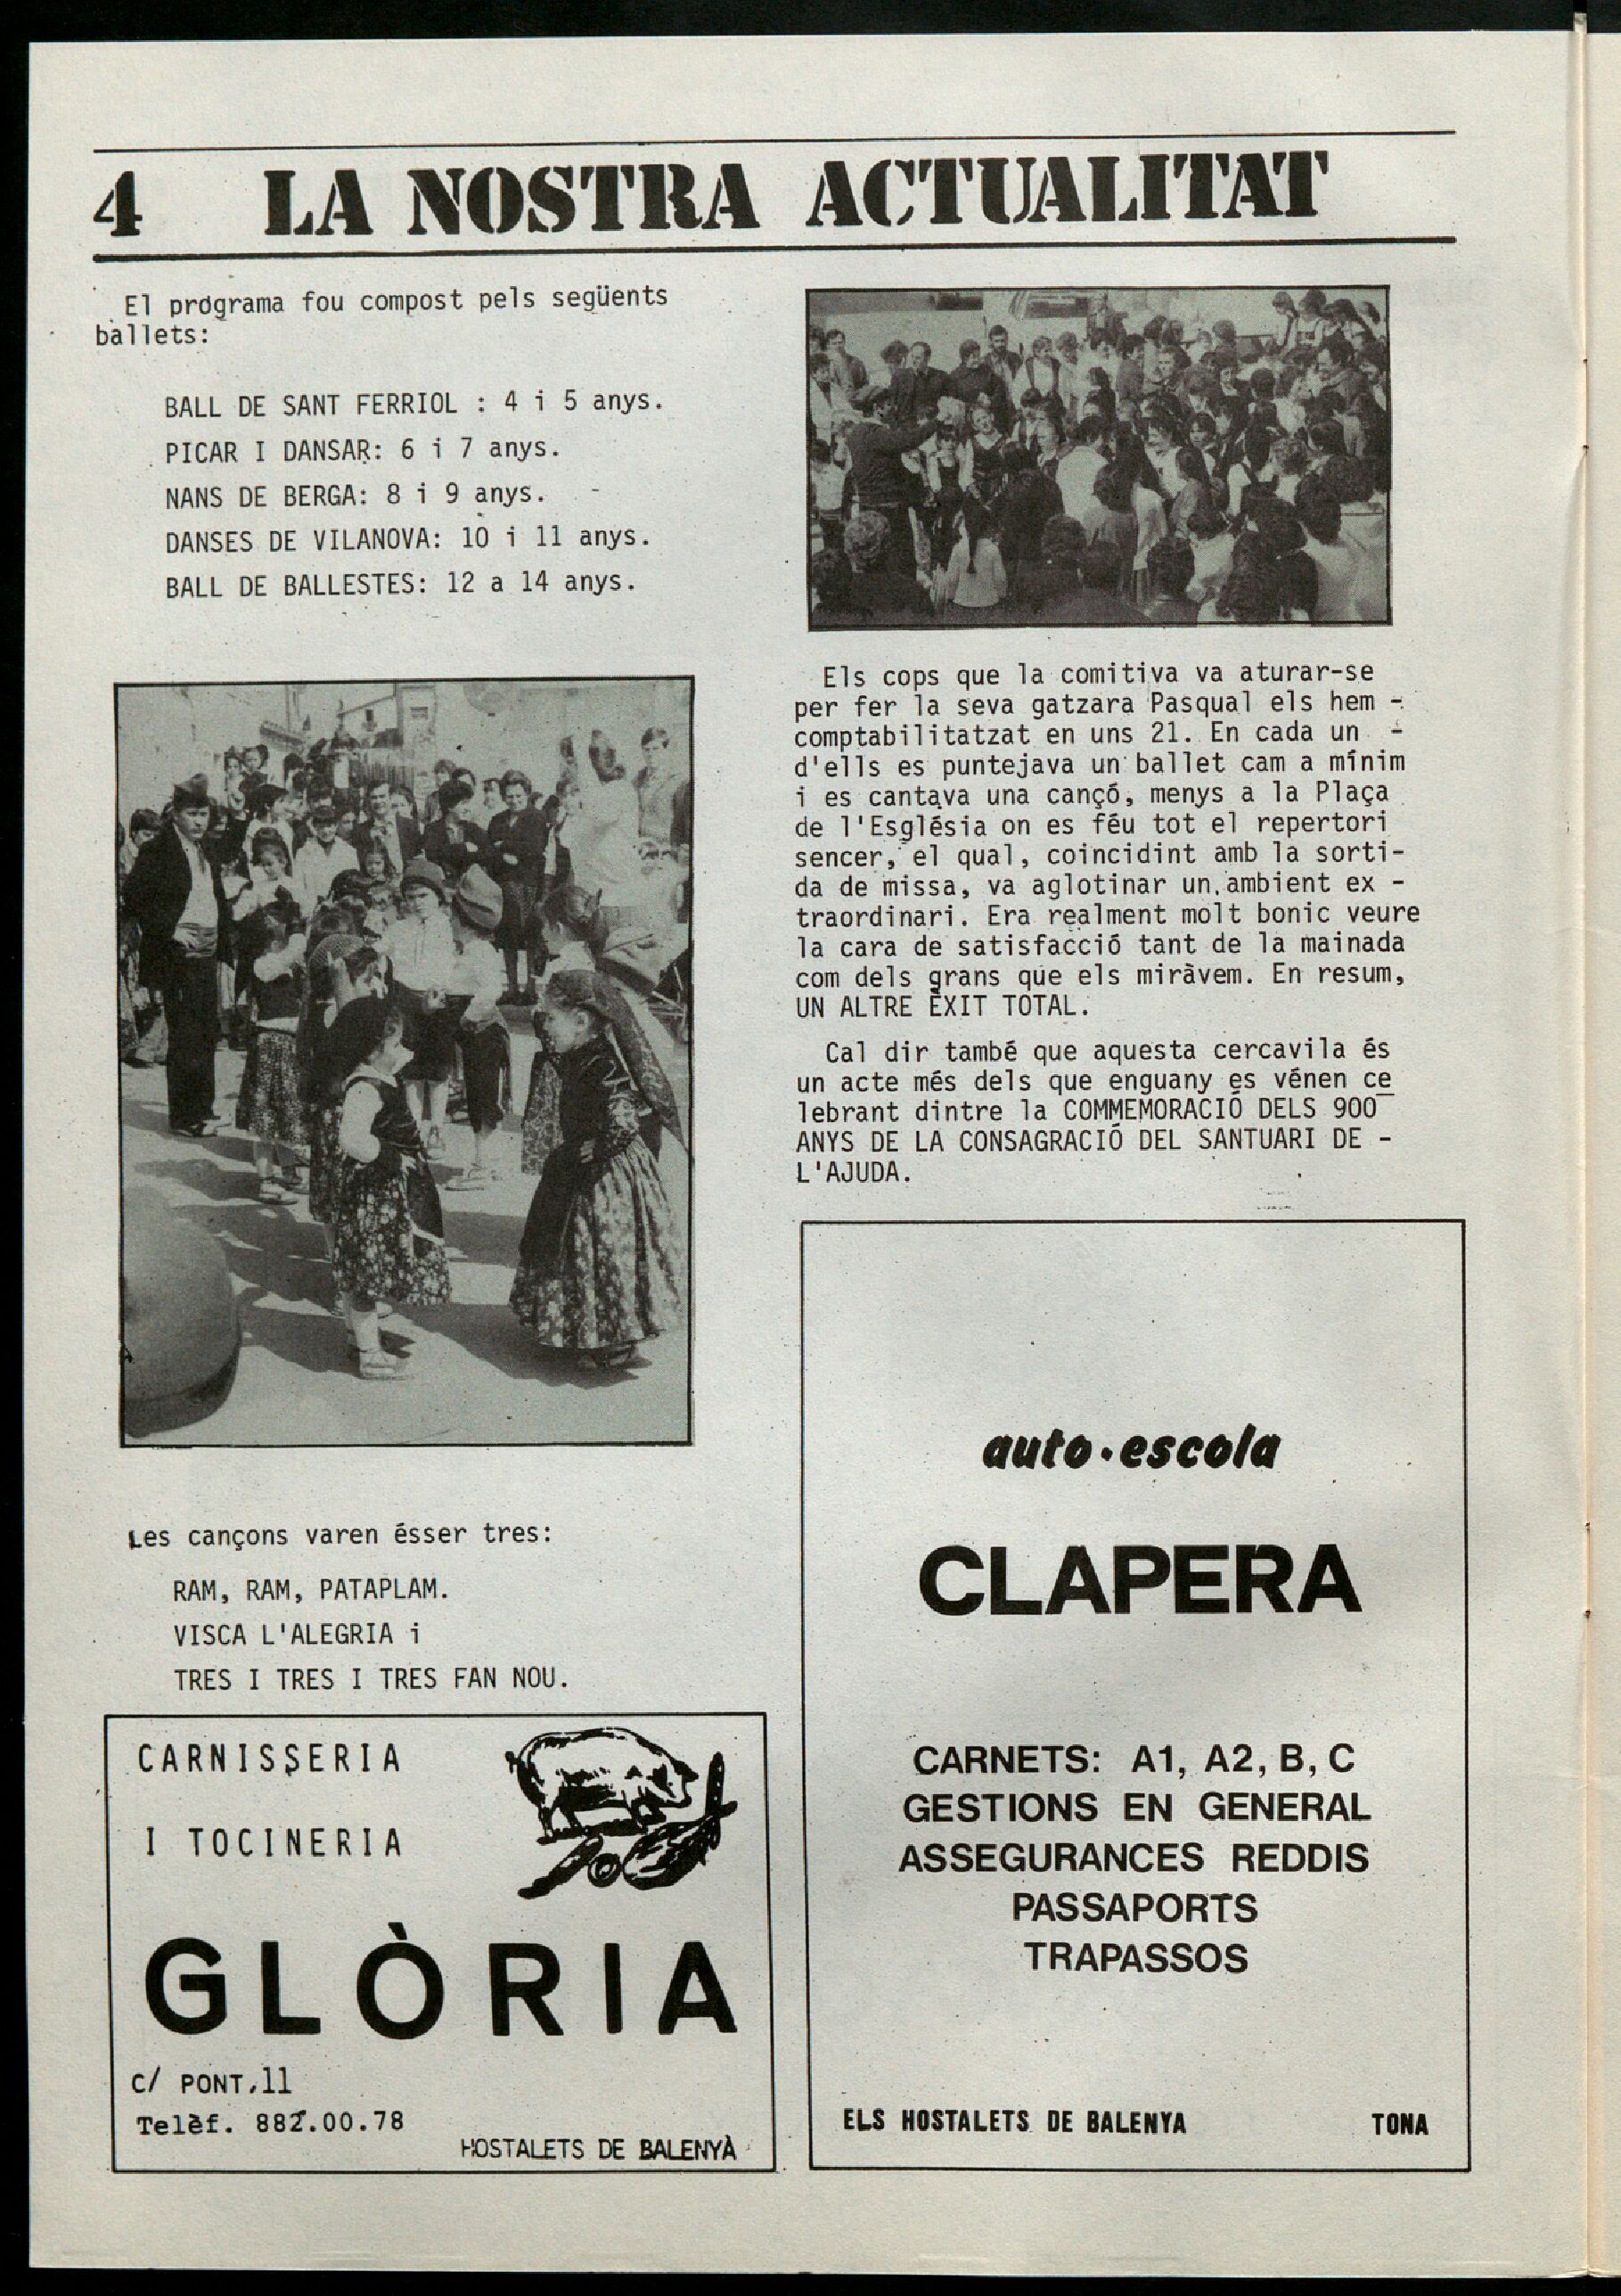 4 LA NOSTRA ACTUALITAT
El programa fou compost pels següents
ballets:
BALL DE SANT FERRIOL : 4 i 5 anys.
PICAR I DANSAR: 6 i 7 anys.
NANS DE BERGA: 8 i 9 anys.
DANSES DE VILANOVA: 10 i 11 anys.
BALL DE BALLESTES: 12 a 14 anys.
Les cançons varen ésser tres:
RAM, RAM, PATAPLAM.
VISCA L'ALEGRIA i
TRES I TRES I TRES FAN NOU.
CARNISSERIA
I TOCINERIA
GLÒRIA
C/ PONT,11
Telèf. 882.00.78
HOSTALETS DE BALENYÀ
Els cops que la comitiva va aturar-se
per fer la seva gatzara Pasqual els hem -
comptabilitatzat en uns 21. En cada un -
d'ells es puntejava un ballet cam a mínim
i es cantava una cançó, menys a la Plaça
de l'Església on es féu tot el repertori
sencer, el qual, coincidint amb la sorti-
da de missa, va aglotinar un ambient ex -
traordinari. Era realment molt bonic veure
la cara de satisfacció tant de la mainada
com dels grans que els miràvem. En resum,
UN ALTRE ÈXIT TOTAL.
Cal dir també que aquesta cercavila és
un acte més dels que enguany es vénen ce
lebrant dintre la COMMEMORACIÓ DELS 900
ANYS DE LA CONSAGRACIÓ DEL SANTUARI DE -
L'AJUDA.
auto·escola
CLAPERA
CARNETS: A1, A2, B, C
GESTIONS EN GENERAL
ASSEGURANCES REDDIS
PASSAPORTS
TRAPASSOS
ELS HOSTALETS DE BALENYA TONA